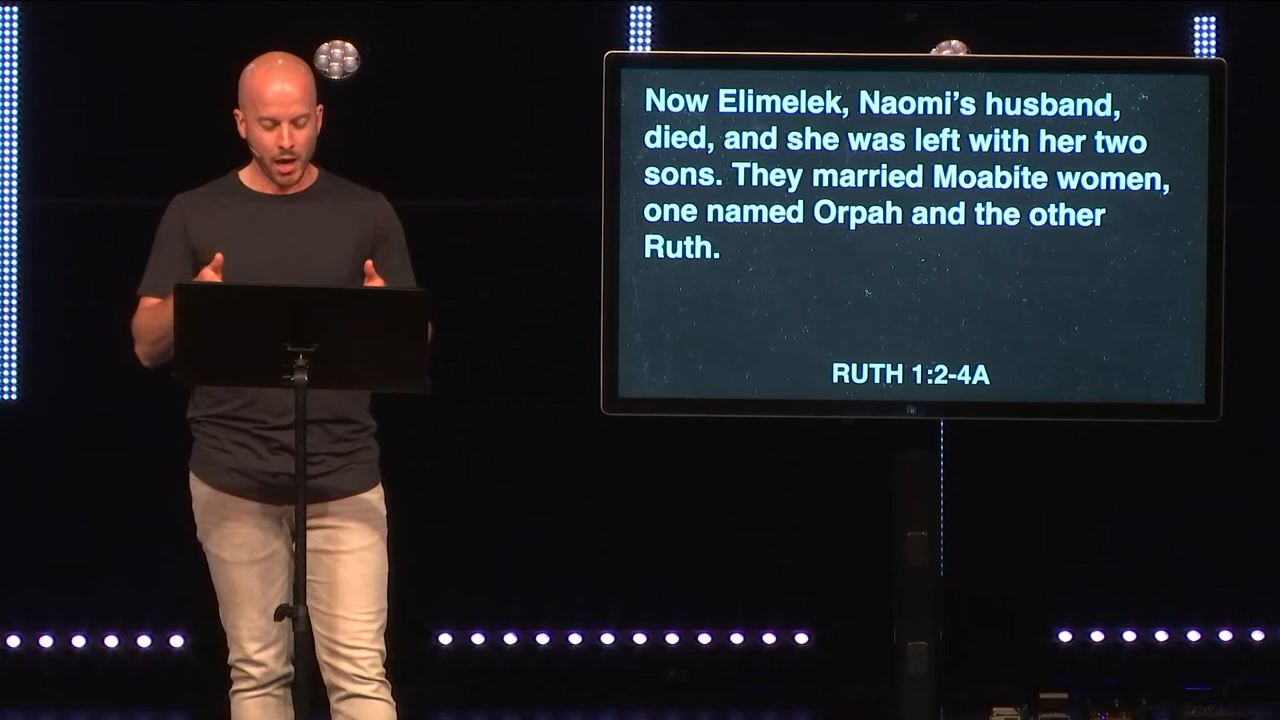 Now Elimelek, Naomi’s husband,
died, and she was left with her two
sons. They married Moabite women,
one named Orpah and the other
Ruth.
RUTH 1:2-4A